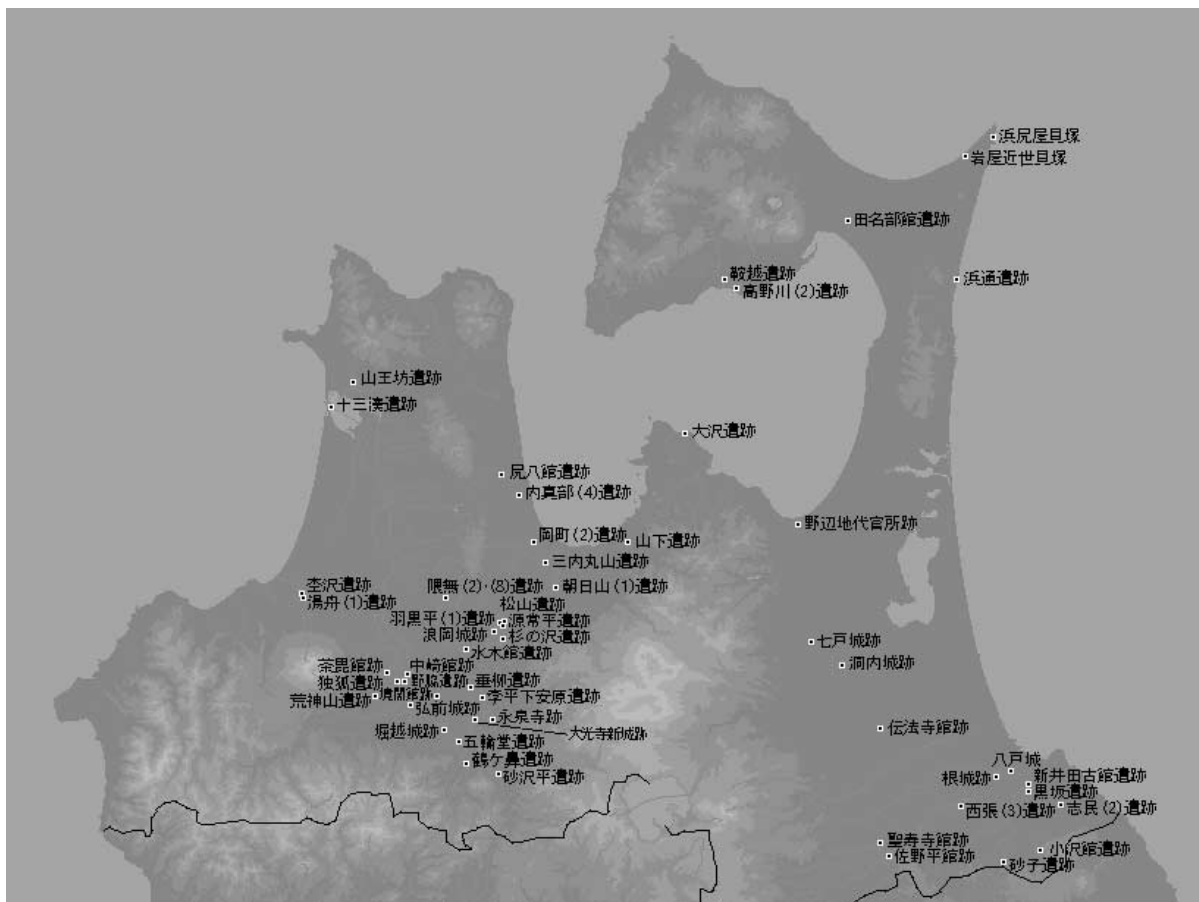 浜尻屋貝塚
岩屋近世貝塚
田名部館遺跡
鞍越遺跡
浜通遺跡
高野川(2)遺跡
山王坊遺跡
十三湊遺跡
大沢遺跡
尻八館遺跡
内真部(4)遺跡
野辺地代官所跡
岡町(2)遺跡
山下遺跡
三内丸山遺跡
杢沢遺跡
隈無(2)・(8)遺跡
朝日山(1)遺跡
湯舟(1)遺跡
松山遺跡
羽黒平(1)遺跡
源常平遺跡
浪岡城跡
杉の沢遺跡
七戸城跡
水木館遺跡
洞内城跡
茶毘館跡
中崎館跡
独狐遺跡
野脇遺跡
垂柳遺跡
荒神山遺跡
境関館跡
李平下安原遺跡
弘前城跡
永泉寺跡
伝法寺館跡
堀越城跡
大光寺新城跡
五輪堂遺跡
八戸城
鶴ケ鼻遺跡
根城跡
新井田古館遺跡
砂沢平遺跡
黒坂遺跡
西張(3)遺跡
志民(2)遺跡
聖寿寺館跡
小沢館遺跡
佐野平館跡
砂子遺跡